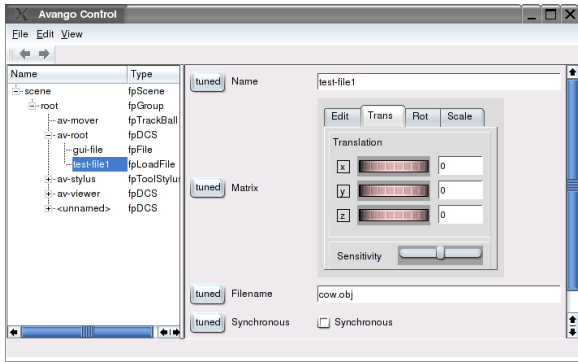 Avango Control
File Edit View
Name Type
scene fpScene
root fpGroup
av-mover fpTrackBall
av-root fpDCS
gui-file fpFile
test-file1 fpLoadFile
av-stylus fpToolStylus
av-viewer fpDCS
<unnamed> fpDCS
tuned Name test-file1
Edit Trans Rot Scale
Translation
x 0
y 0
z 0
tuned Matrix
Sensitivity
tuned Filename cow.obj
tuned Synchronous Synchronous